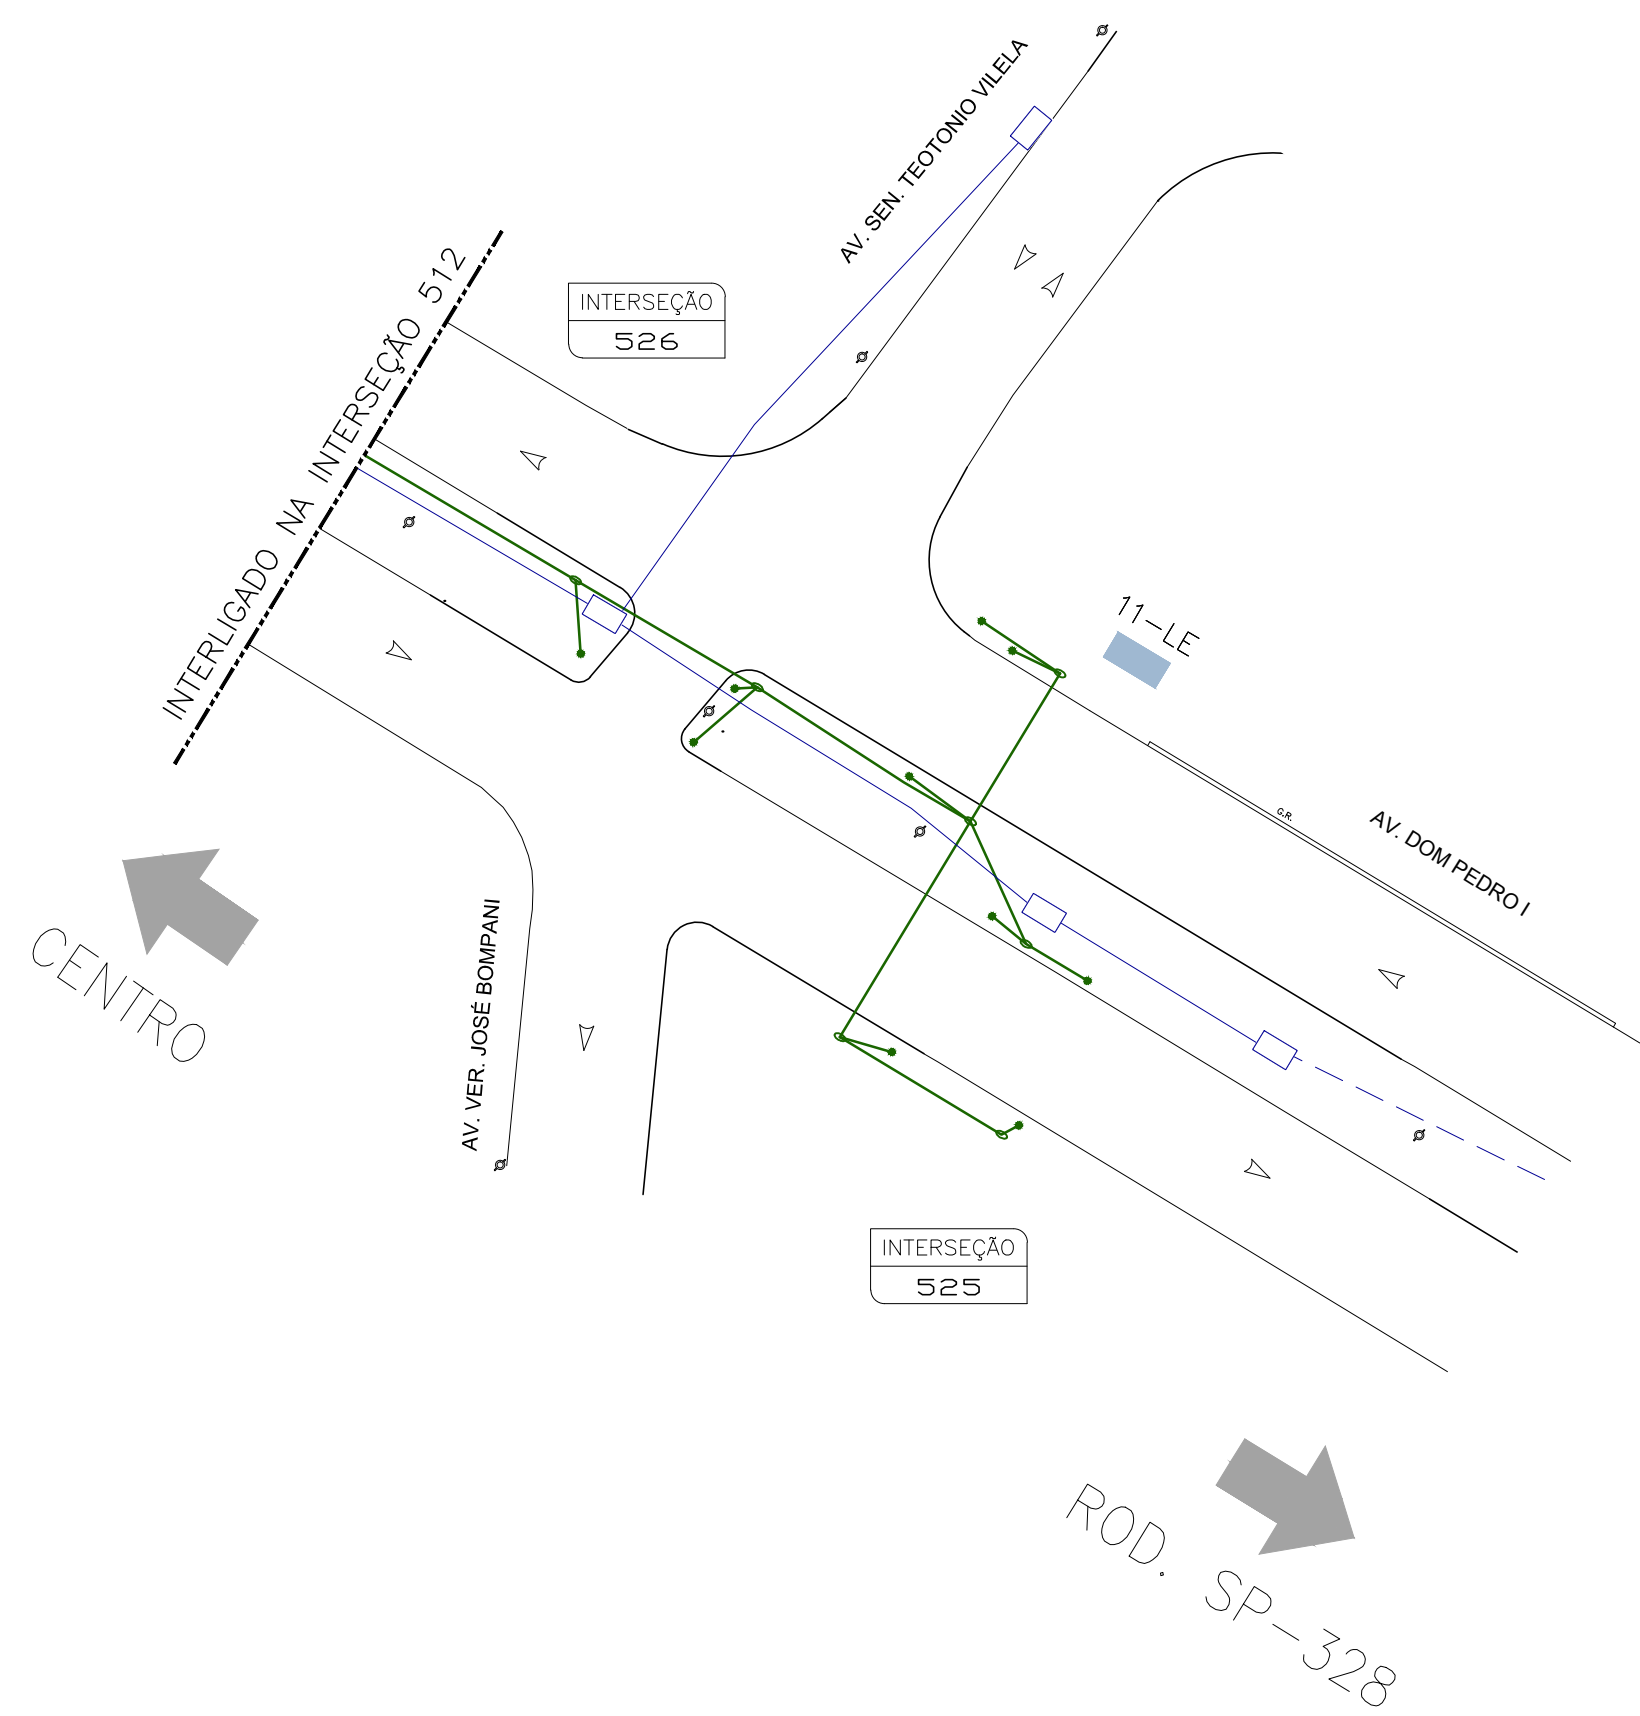 AV. SEN. TEOTONIO VILELA
INTERLIGADO NA INTERSEÇÃO 512
INTERSEÇÃO
526
11-LE
G.R.
AV. DOM PEDRO I
CENTRO
AV. VER. JOSÉ BOMPANI
INTERSEÇÃO
525
ROD. SP-328